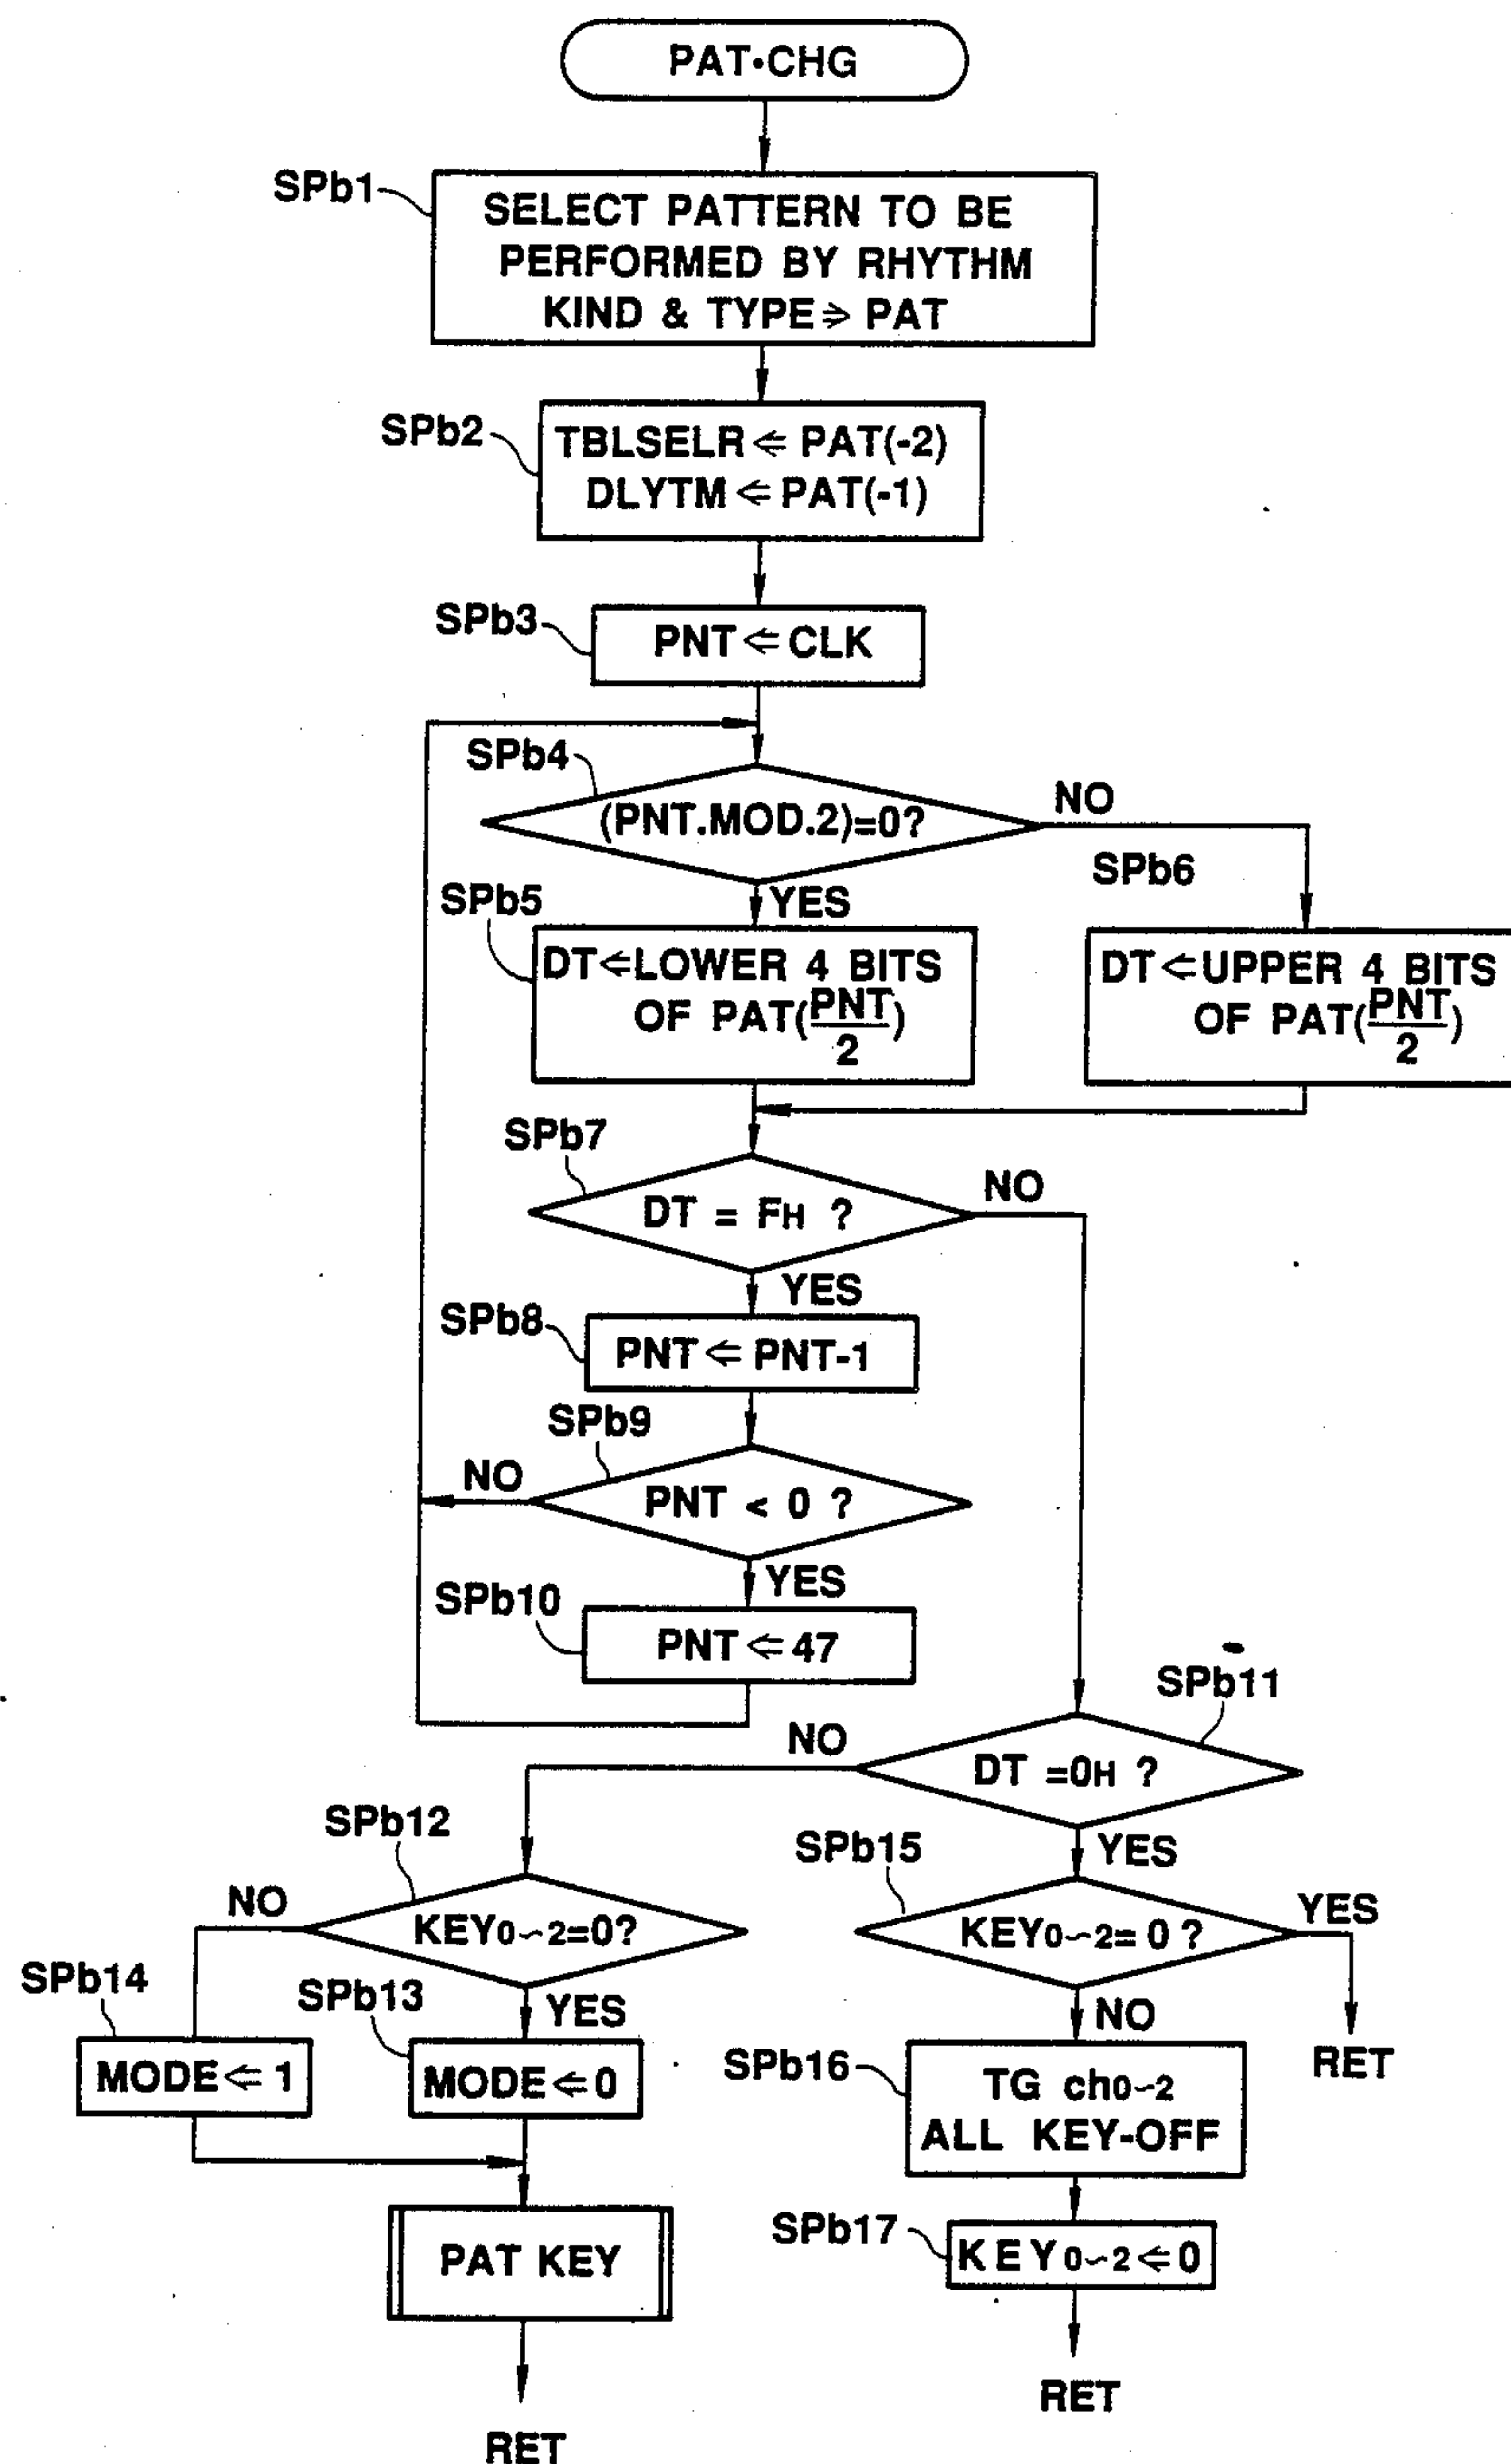 PAT•CHG
SPb1
SELECT PATTERN TO BE
PERFORMED BY RHYTHM
KIND & TYPE ⇒ PAT
SPb2
TBLSELR ⇐ PAT(-2)
DLYTM ⇐ PAT(-1)
SPb3
PNT ⇐ CLK
SPb4
(PNT.MOD.2)=0?
NO
YES
SPb5
DT ⇐ LOWER 4 BITS
OF PAT(PNT/2)
SPb6
DT ⇐ UPPER 4 BITS
OF PAT(PNT/2)
SPb7
DT = FH ?
NO
YES
SPb8
PNT ⇐ PNT-1
SPb9
NO
PNT < 0 ?
YES
SPb10
PNT ⇐ 47
SPb11
NO
DT =0H ?
YES
SPb12
NO
KEY0~2=0?
YES
SPb15
KEY0~2= 0 ?
YES
NO
RET
SPb14
MODE ⇐ 1
SPb13
MODE ⇐ 0
SPb16
TG ch0~2
ALL KEY-OFF
PAT KEY
SPb17
KEY0~2 ⇐ 0
RET
RET